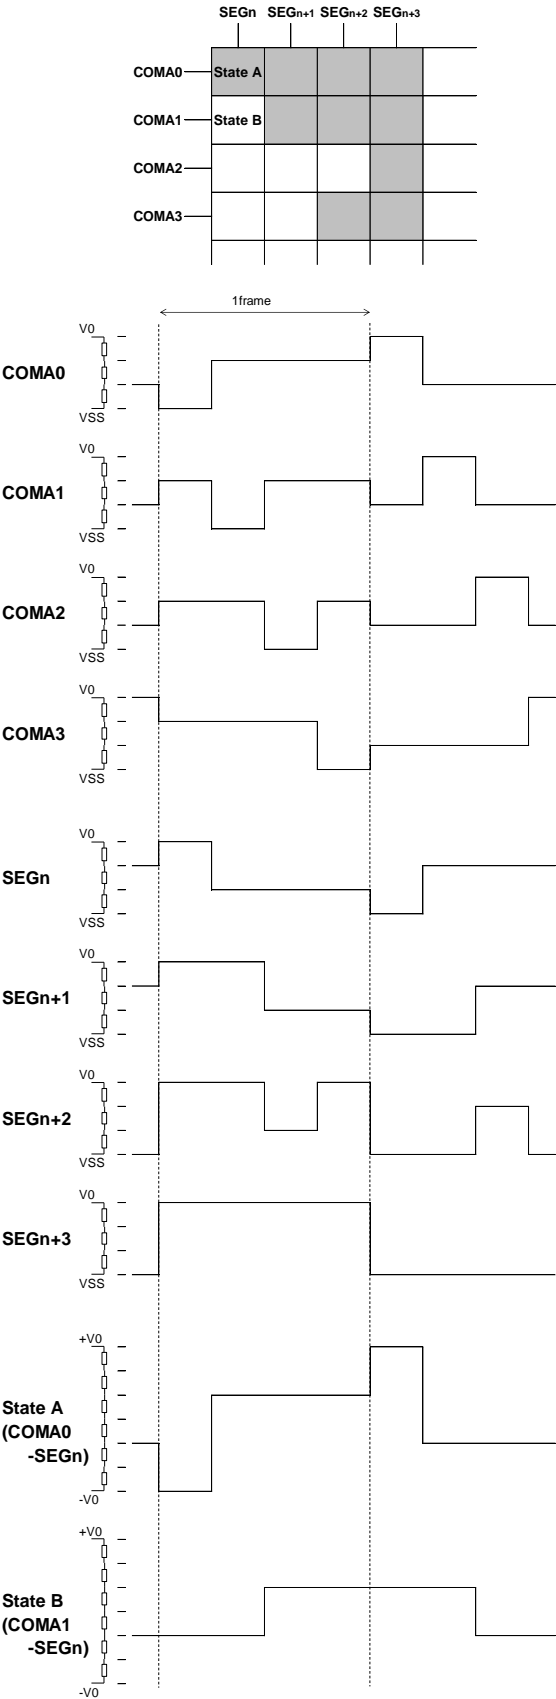 SEGn SEGn+1 SEGn+2 SEGn+3
COMA0 State A
COMA1 State B
COMA2
COMA3
1frame
V0
COMA0
VSS
V0
COMA1
VSS
V0
COMA2
VSS
V0
COMA3
VSS
V0
SEGn
VSS
V0
SEGn+1
VSS
V0
SEGn+2
VSS
V0
SEGn+3
VSS
+V0
State A
(COMA0
-SEGn)
-V0
+V0
State B
(COMA1
-SEGn)
-V0